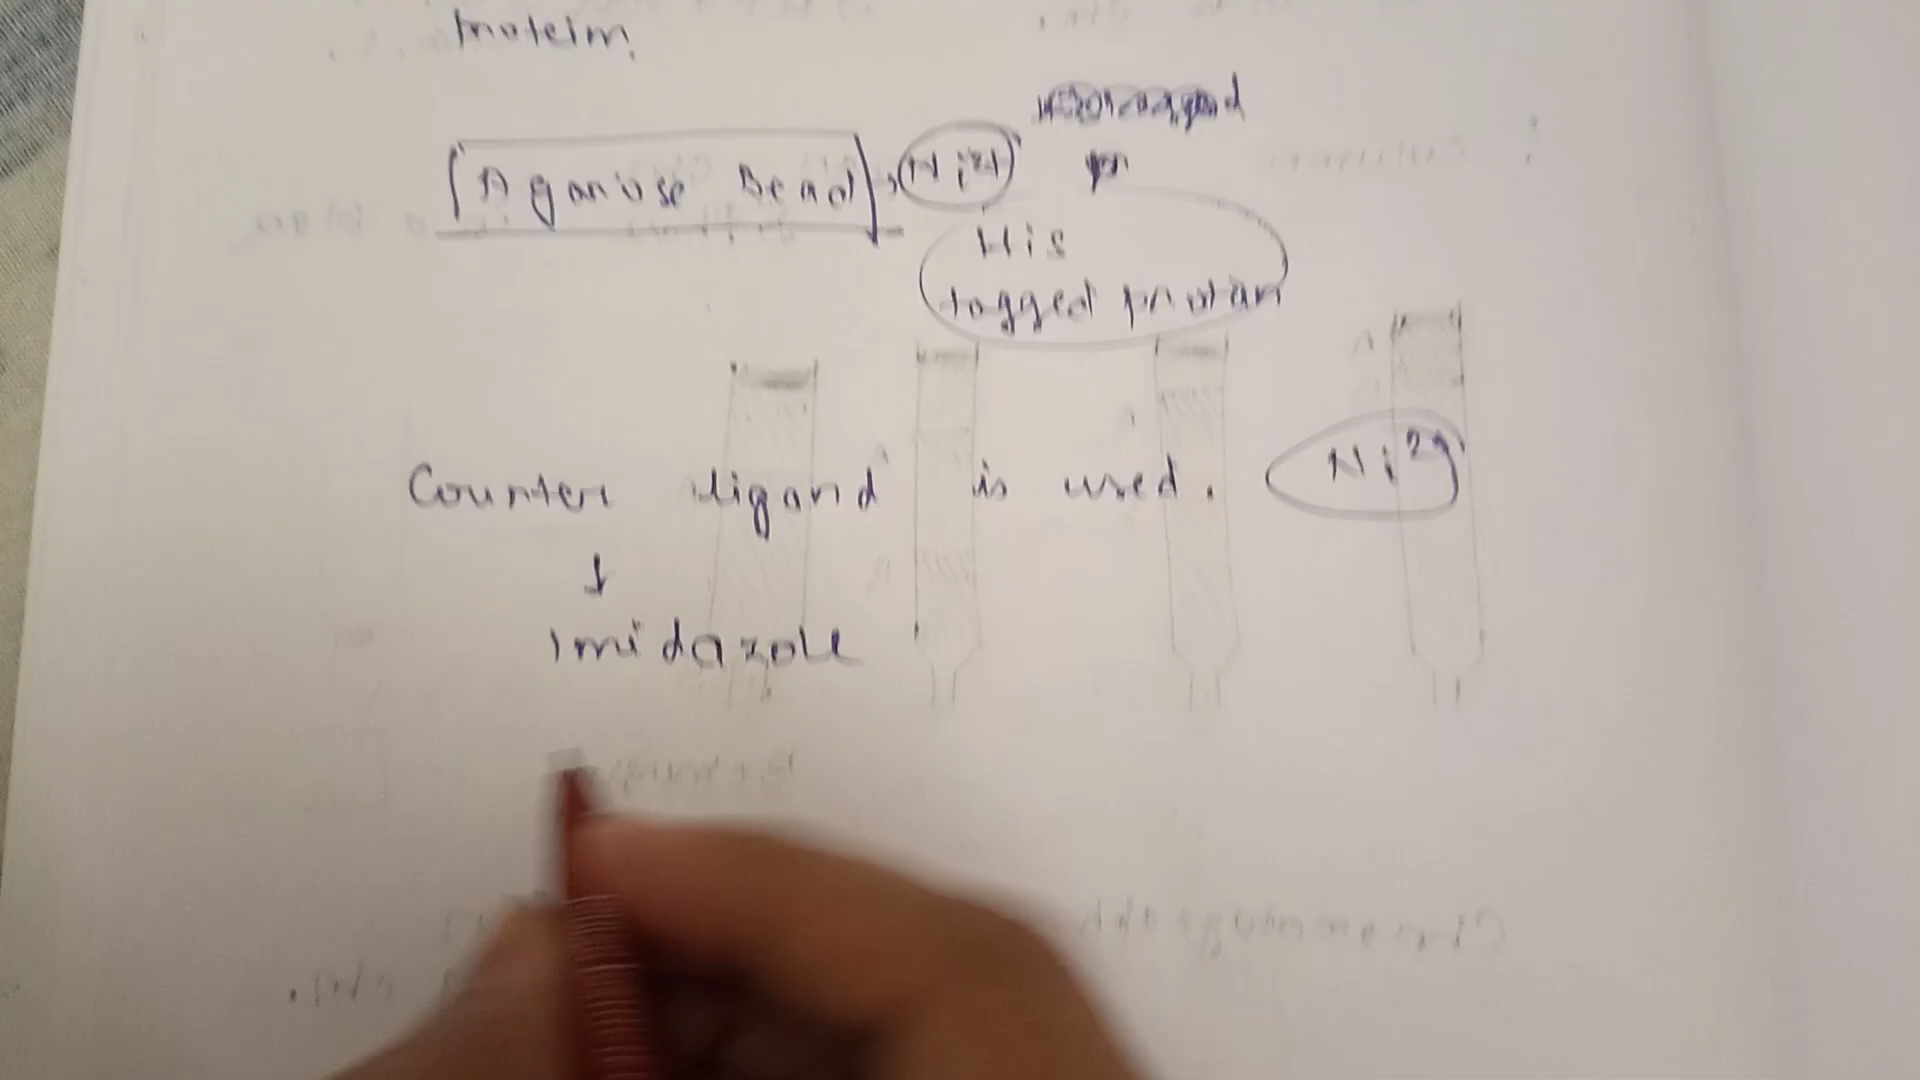 Protein.
Agarose Bead Ni2+
His
tagged protein
Counter ligand is used. Ni2+
↓
Imidazole